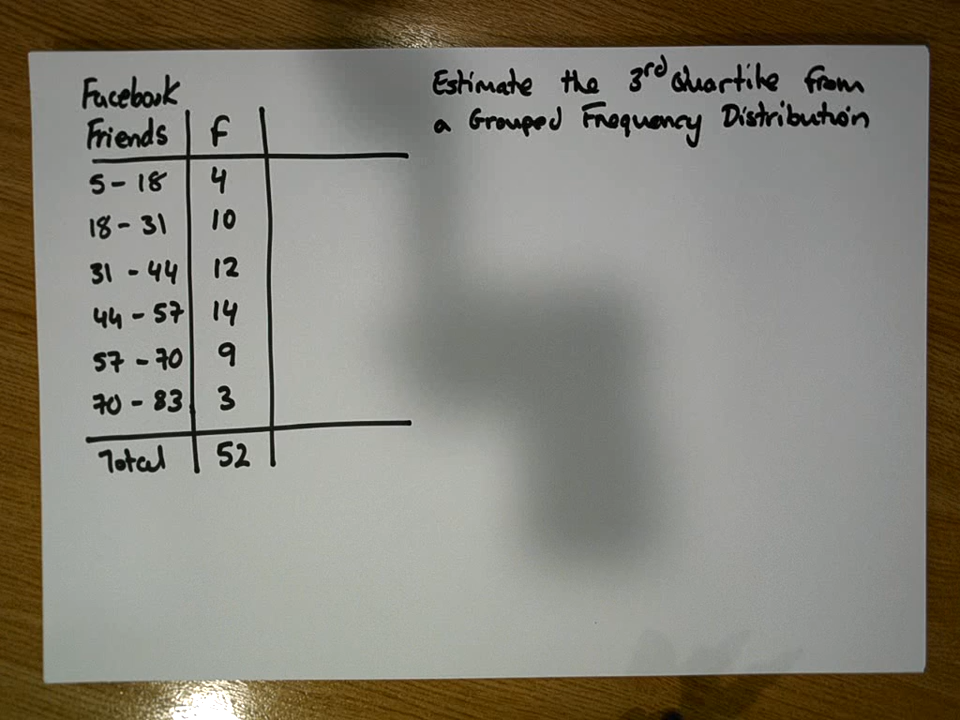 Facebook
Friends F
5 - 18 4
18 - 31 10
31 - 44 12
44 - 57 14
57 - 70 9
70 - 83 3
Total 52
Estimate the 3rd Quartile from
a Grouped Frequency Distribution